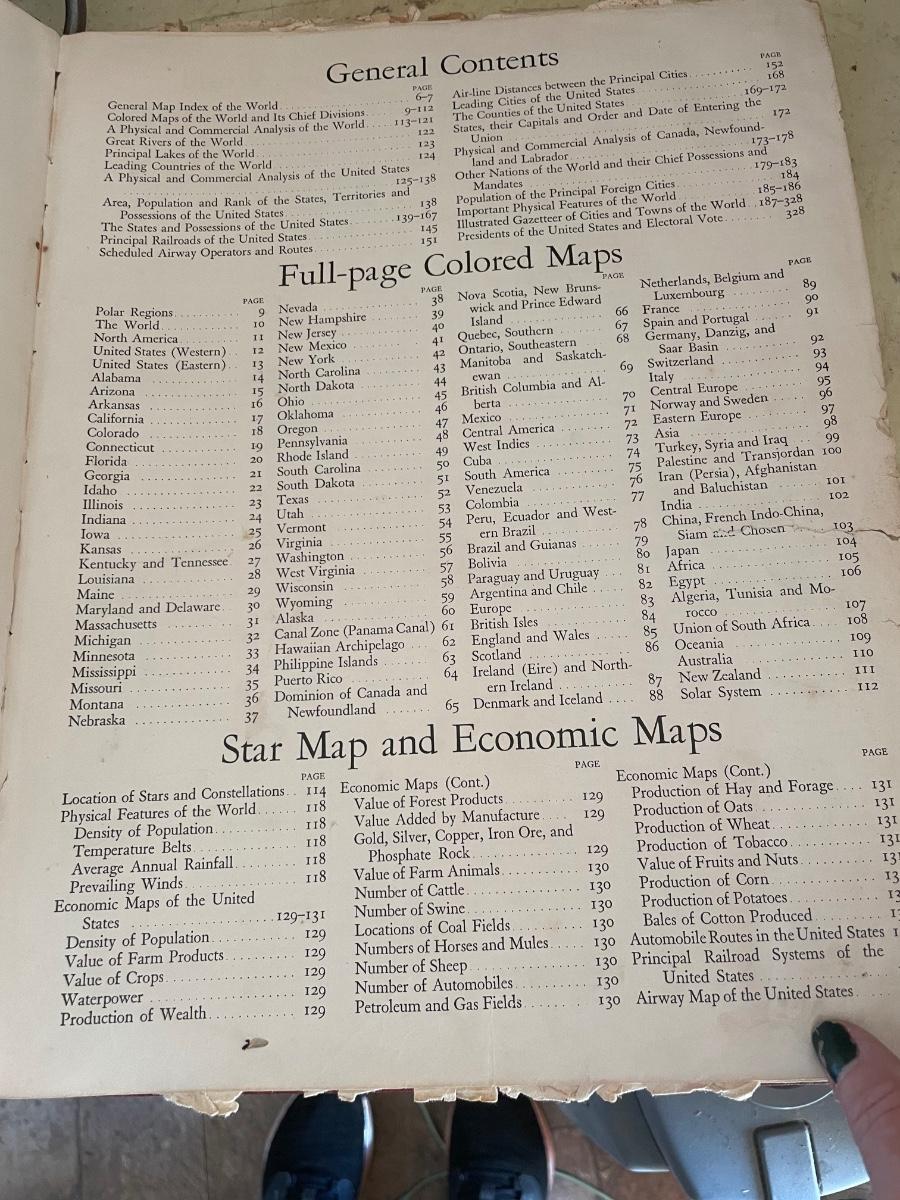 General Contents
PAGE
General Map Index of the World 6-7
Colored Maps of the World and Its Chief Divisions 9-112
A Physical and Commercial Analysis of the World 113-121
Great Rivers of the World 122
Principal Lakes of the World 123
Leading Countries of the World 124
A Physical and Commercial Analysis of the United States
125-138
Area, Population and Rank of the States, Territories and
Possessions of the United States 138
The States and Possessions of the United States 139-167
Principal Railroads of the United States 145
Scheduled Airway Operators and Routes 151
PAGE
Air-line Distances between the Principal Cities 152
Leading Cities of the United States 168
The Counties of the United States 169-172
States, their Capitals and Order and Date of Entering the
Union 172
Physical and Commercial Analysis of Canada, Newfound-
land and Labrador 173-178
Other Nations of the World and their Chief Possessions and
Mandates 179-183
Population of the Principal Foreign Cities 184
Important Physical Features of the World 185-186
Illustrated Gazetteer of Cities and Towns of the World 187-328
Presidents of the United States and Electoral Vote 328
Full-page Colored Maps
PAGE
Polar Regions 9
The World 10
North America 11
United States (Western) 12
United States (Eastern) 13
Alabama 14
Arizona 15
Arkansas 16
California 17
Colorado 18
Connecticut 19
Florida 20
Georgia 21
Idaho 22
Illinois 23
Indiana 24
Iowa 25
Kansas 26
Kentucky and Tennessee 27
Louisiana 28
Maine 29
Maryland and Delaware 30
Massachusetts 31
Michigan 32
Minnesota 33
Mississippi 34
Missouri 35
Montana 36
Nebraska 37
PAGE
Nevada 38
New Hampshire 39
New Jersey 40
New Mexico 41
New York 42
North Carolina 43
North Dakota 44
Ohio 45
Oklahoma 46
Oregon 47
Pennsylvania 48
Rhode Island 49
South Carolina 50
South Dakota 51
Texas 52
Utah 53
Vermont 54
Virginia 55
Washington 56
West Virginia 57
Wisconsin 58
Wyoming 59
Alaska 60
Canal Zone (Panama Canal) 61
Hawaiian Archipelago 62
Philippine Islands 63
Puerto Rico 64
Dominion of Canada and
Newfoundland 65
PAGE
Nova Scotia, New Bruns-
wick and Prince Edward
Island 66
Quebec, Southern 67
Ontario, Southeastern 68
Manitoba and Saskatch-
ewan 69
British Columbia and Al-
berta 70
Mexico 71
Central America 72
West Indies 73
Cuba 74
South America 75
Venezuela 76
Colombia 77
Peru, Ecuador and West-
ern Brazil 78
Brazil and Guianas 79
Bolivia 80
Paraguay and Uruguay 81
Argentina and Chile 82
Europe 83
British Isles 84
England and Wales 85
Scotland 86
Ireland (Eire) and North-
ern Ireland 87
Denmark and Iceland 88
PAGE
Netherlands, Belgium and
Luxembourg 89
France 90
Spain and Portugal 91
Germany, Danzig, and
Saar Basin 92
Switzerland 93
Italy 94
Central Europe 95
Norway and Sweden 96
Eastern Europe 97
Asia 98
Turkey, Syria and Iraq 99
Palestine and Transjordan 100
Iran (Persia), Afghanistan
and Baluchistan 101
India 102
China, French Indo-China,
Siam and Chosen 103
Japan 104
Africa 105
Egypt 106
Algeria, Tunisia and Mo-
rocco 107
Union of South Africa 108
Oceania 109
Australia 110
New Zealand 111
Solar System 112
Star Map and Economic Maps
PAGE
Location of Stars and Constellations 114
Physical Features of the World 118
Density of Population 118
Temperature Belts 118
Average Annual Rainfall 118
Prevailing Winds 118
Economic Maps of the United
States 129-131
Density of Population 129
Value of Farm Products 129
Value of Crops 129
Waterpower 129
Production of Wealth 129
PAGE
Economic Maps (Cont.)
Value of Forest Products 129
Value Added by Manufacture 129
Gold, Silver, Copper, Iron Ore, and
Phosphate Rock 129
Value of Farm Animals 130
Number of Cattle 130
Number of Swine 130
Locations of Coal Fields 130
Numbers of Horses and Mules 130
Number of Sheep 130
Number of Automobiles 130
Petroleum and Gas Fields 130
PAGE
Economic Maps (Cont.)
Production of Hay and Forage 131
Production of Oats 131
Production of Wheat 131
Production of Tobacco 131
Value of Fruits and Nuts 13
Production of Corn 13
Production of Potatoes
Bales of Cotton Produced
Automobile Routes in the United States
Principal Railroad Systems of the
United States
Airway Map of the United States